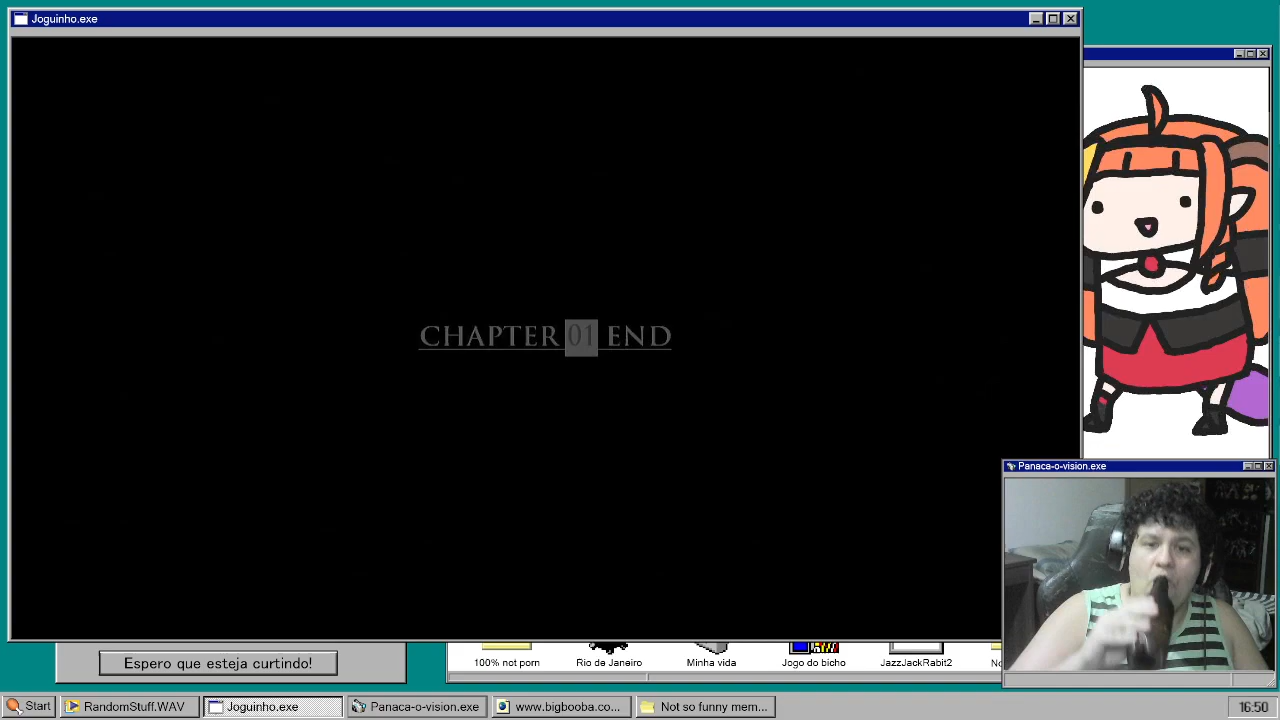 Joguinho.exe
CHAPTER 01 END
Panaca-o-vision.exe
Espero que esteja curtindo!
100% not porn
Rio de Janeiro
Minha vida
Jogo do bicho
JazzJackRabbit2
Start
RandomStuff.WAV
Joguinho.exe
Panaca-o-vision.exe
www.bigbooba.co...
Not so funny mem...
16:50